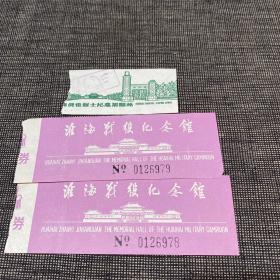 淮海战役纪念馆
HUAIHAI ZHANYI JINIANGUAN THE MEMORIAL HALL OF THE HUAIHAI MILITARY CAMPAIGN
№ 0126979
券
淮海战役纪念馆
HUAIHAI ZHANYI JINIANGUAN THE MEMORIAL HALL OF THE HUAIHAI MILITARY CAMPAIGN
№ 0126978
券